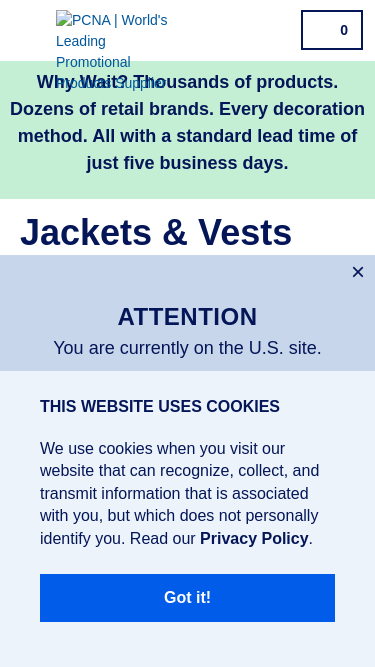 PCNA | World's
Leading
Promotional
Products Supplier
0
Why Wait? Thousands of products.
Dozens of retail brands. Every decoration
method. All with a standard lead time of
just five business days.
Jackets & Vests
×
ATTENTION
You are currently on the U.S. site.
THIS WEBSITE USES COOKIES
We use cookies when you visit our
website that can recognize, collect, and
transmit information that is associated
with you, but which does not personally
identify you. Read our Privacy Policy.
Got it!